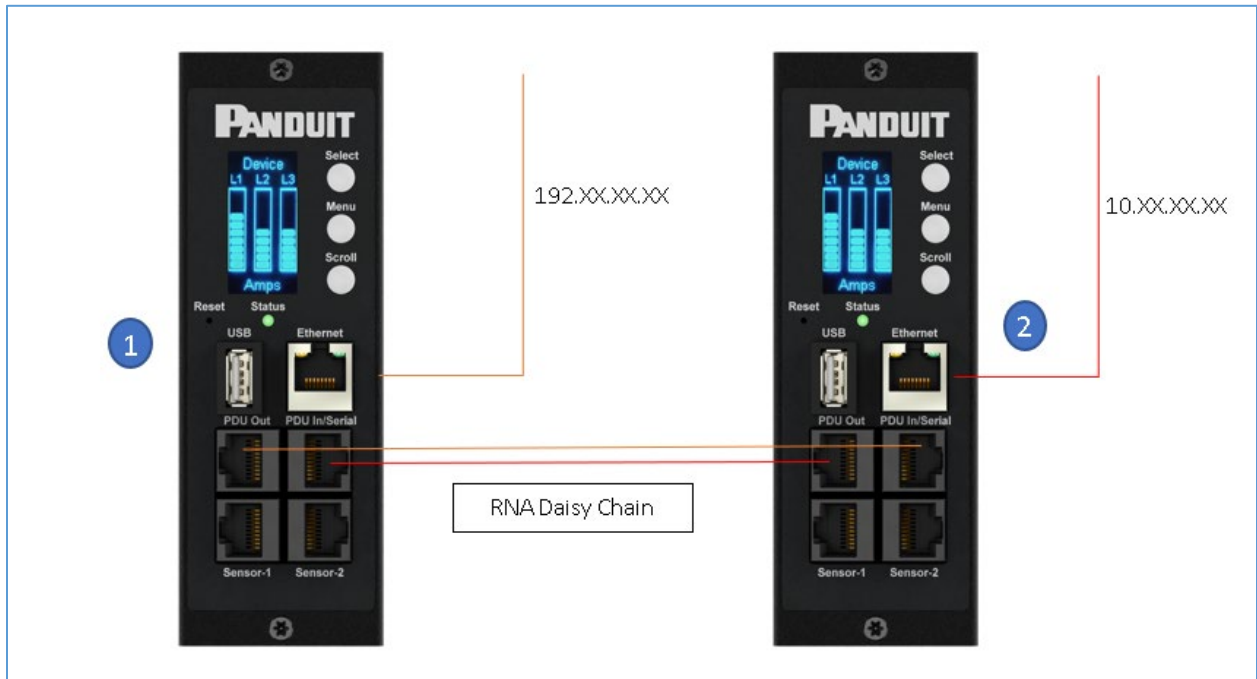 PANDUIT
Device
L1 L2 L3
Amps
Select
Menu
Scroll
Reset Status
USB Ethernet
PDU Out PDU In/Serial
Sensor-1 Sensor-2
1
192.XX.XX.XX
RNA Daisy Chain
PANDUIT
Device
L1 L2 L3
Amps
Select
Menu
Scroll
Reset Status
USB Ethernet
PDU Out PDU In/Serial
Sensor-1 Sensor-2
2
10.XX.XX.XX